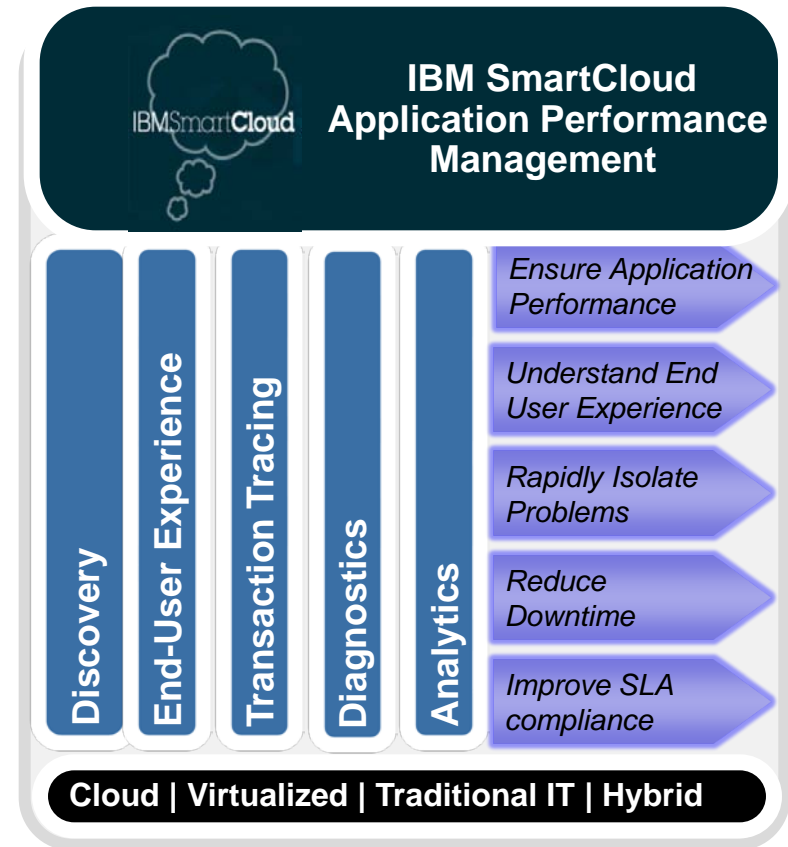 IBMSmartCloud
IBM SmartCloud
Application Performance
Management
Discovery
End-User Experience
Transaction Tracing
Diagnostics
Analytics
Ensure Application
Performance
Understand End
User Experience
Rapidly Isolate
Problems
Reduce
Downtime
Improve SLA
compliance
Cloud | Virtualized | Traditional IT | Hybrid